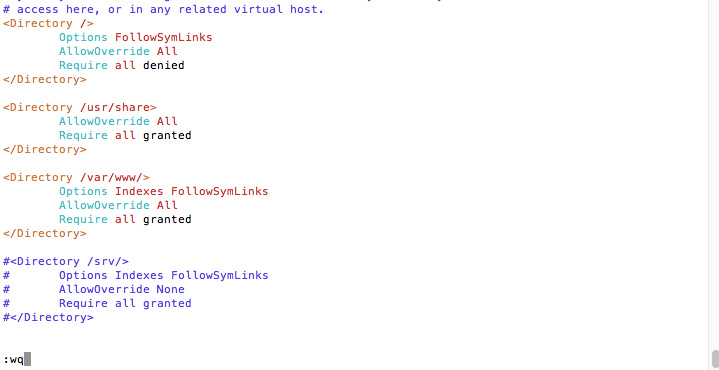 # access here, or in any related virtual host.
<Directory />
        Options FollowSymLinks
        AllowOverride All
        Require all denied
</Directory>

<Directory /usr/share>
        AllowOverride All
        Require all granted
</Directory>

<Directory /var/www/>
        Options Indexes FollowSymLinks
        AllowOverride All
        Require all granted
</Directory>

#<Directory /srv/>
#       Options Indexes FollowSymLinks
#       AllowOverride None
#       Require all granted
#</Directory>

:wq